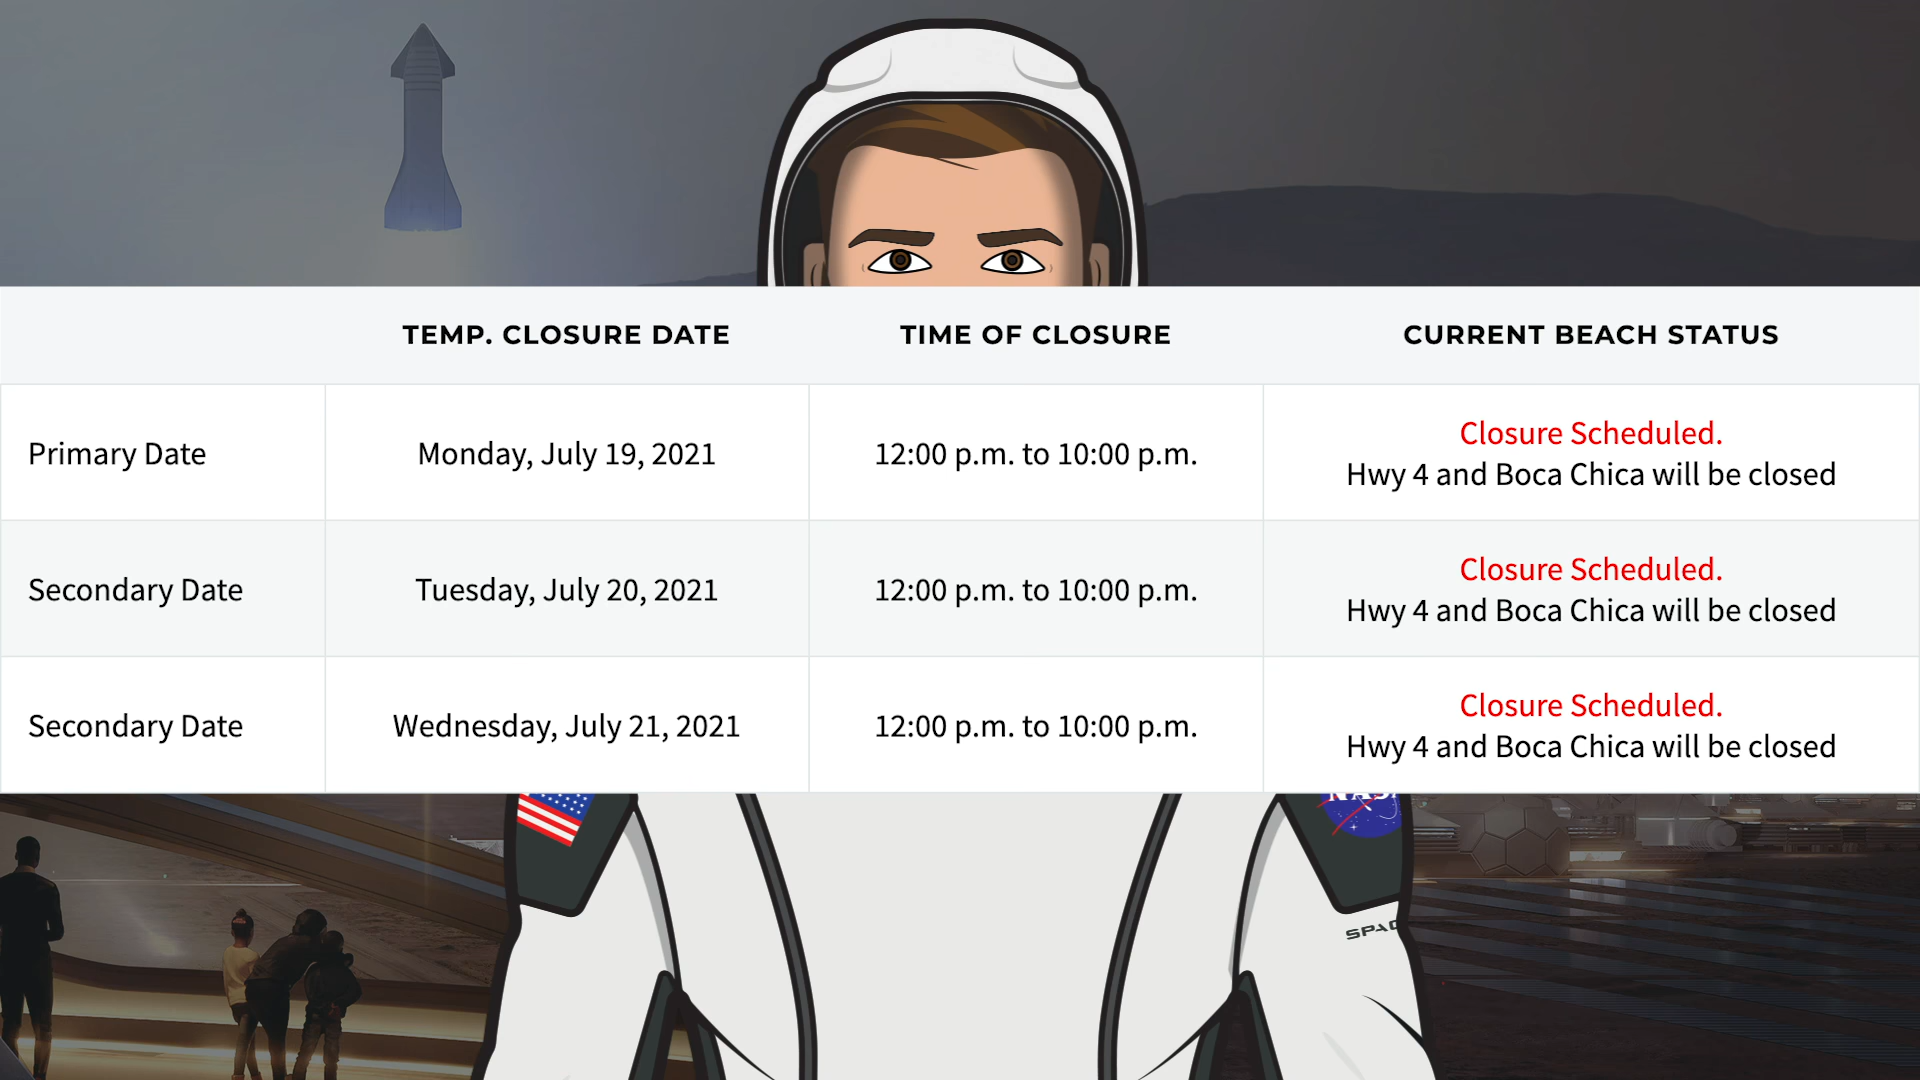 TEMP. CLOSURE DATE TIME OF CLOSURE CURRENT BEACH STATUS
Primary Date Monday, July 19, 2021 12:00 p.m. to 10:00 p.m. Closure Scheduled.
Hwy 4 and Boca Chica will be closed
Secondary Date Tuesday, July 20, 2021 12:00 p.m. to 10:00 p.m. Closure Scheduled.
Hwy 4 and Boca Chica will be closed
Secondary Date Wednesday, July 21, 2021 12:00 p.m. to 10:00 p.m. Closure Scheduled.
Hwy 4 and Boca Chica will be closed
NASA
SPAC